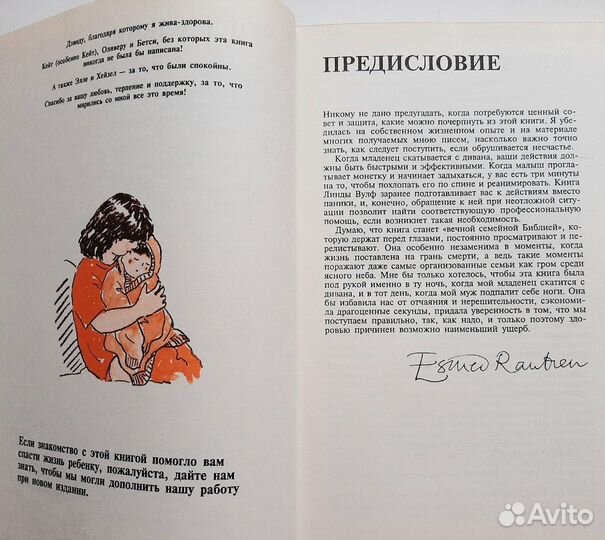 Дэвиду, благодаря которому я жива-здорова.
Кейт (особенно Кейт), Оливеру и Бетси, без которых эта книга
никогда не была бы написана!
А также Элле и Хейзел — за то, что были спокойны.
Спасибо за вашу любовь, терпение и поддержку, за то, что
мирились со мной все это время!
Если знакомство с этой книгой помогло вам
спасти жизнь ребенку, пожалуйста, дайте нам
знать, чтобы мы могли дополнить нашу работу
при новом издании.
ПРЕДИСЛОВИЕ
Никому не дано предугадать, когда потребуются ценный со-
вет и защита, какие можно почерпнуть из этой книги. Я убе-
дилась на собственном жизненном опыте и на материале
многих получаемых мною писем, насколько важно точно
знать, как следует поступить, если обрушивается несчастье.
Когда младенец скатывается с дивана, ваши действия дол-
жны быть быстрыми и эффективными. Когда малыш прогла-
тывает монетку и начинает задыхаться, у вас есть три минуты
на то, чтобы похлопать его по спине и реанимировать. Книга
Линды Вулф заранее подготавливает вас к действиям вместо
паники, и, конечно, обращение к ней при неотложной ситу-
ации позволит найти соответствующую профессиональную
помощь, если возникает такая необходимость.
Думаю, что книга станет «вечной семейной Библией», ко-
торую держат перед глазами, постоянно просматривают и пе-
релистывают. Она особенно незаменима в моменты, когда
жизнь поставлена на грань смерти, а ведь такие моменты
поражают даже самые организованные семьи как гром среди
ясного неба. Мне бы только хотелось, чтобы эта книга была
под рукой именно в ту ночь, когда мой младенец скатится с
дивана, и в тот день, когда мой муж подпалит себе ноги. Она
бы избавила нас от отчаяния и нерешительности, сэкономи-
ла драгоценные секунды, придала уверенность в том, что мы
поступаем правильно, так, как надо, и только поэтому здо-
ровью причинен возможно наименьший ущерб.
Avito